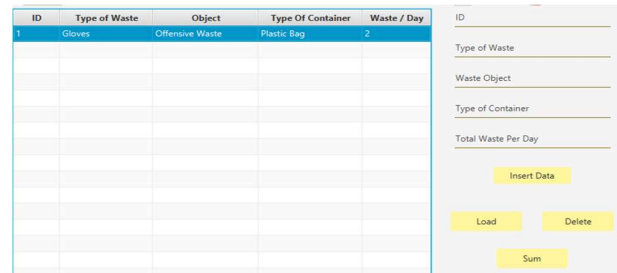 ID Type of Waste Object Type Of Container Waste / Day
1 Gloves Offensive Waste Plastic Bag 2
ID
Type of Waste
Waste Object
Type of Container
Total Waste Per Day
Insert Data
Load Delete
Sum